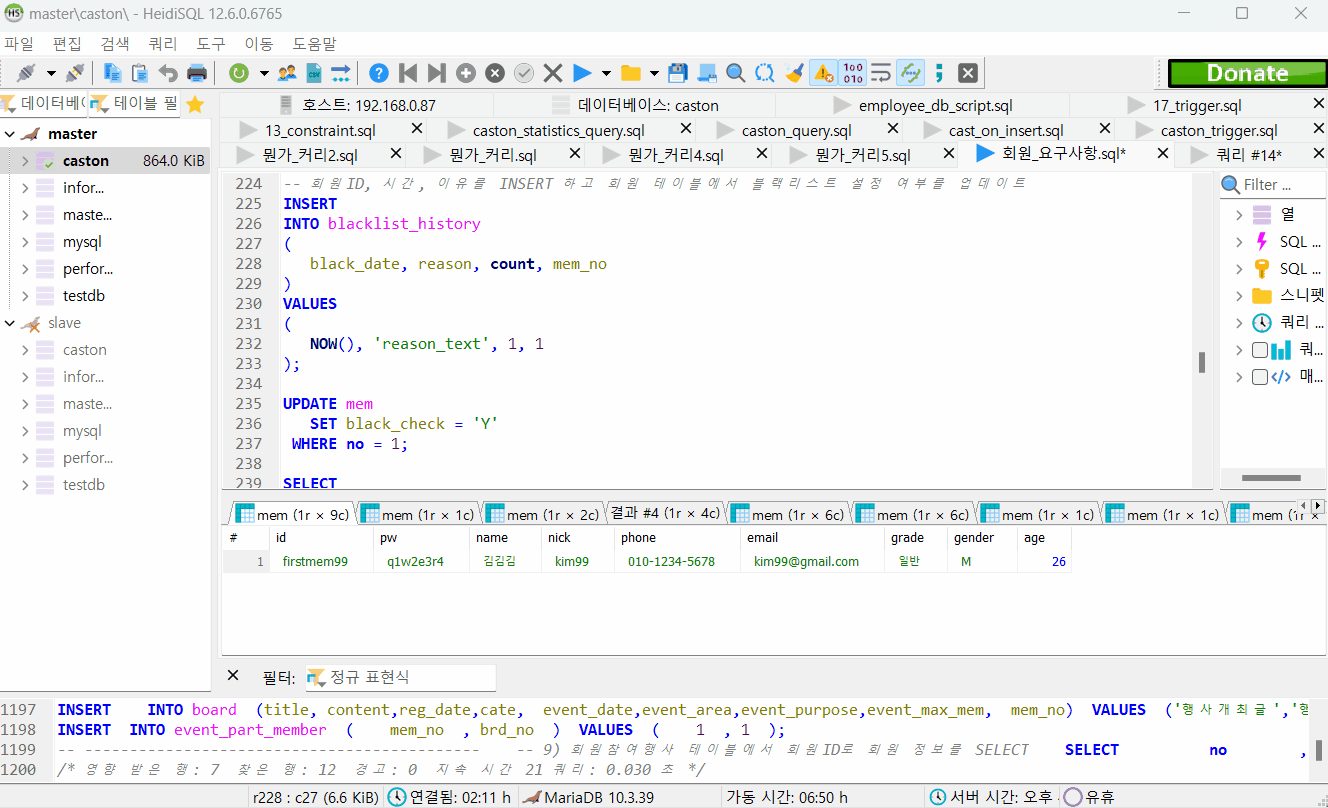 master\caston\ - HeidiSQL 12.6.0.6765
파일 편집 검색 쿼리 도구 이동 도움말
Donate
데이터베 테이블 필
호스트: 192.168.0.87 데이터베이스: caston employee_db_script.sql 17_trigger.sql
13_constraint.sql caston_statistics_query.sql caston_query.sql cast_on_insert.sql caston_trigger.sql
뭔가_커리2.sql 뭔가_커리.sql 뭔가_커리4.sql 뭔가_커리5.sql 회원_요구사항.sql* 쿼리 #14*
master
caston 864.0 KiB
infor...
maste...
mysql
perfor...
testdb
slave
caston
infor...
maste...
mysql
perfor...
testdb
224 -- 회원ID, 시간, 이유를 INSERT 하고 회원 테이블에서 블랙리스트 설정 여부를 업데이트
225 INSERT
226 INTO blacklist_history
227 (
228 black_date, reason, count, mem_no
229 )
230 VALUES
231 (
232 NOW(), 'reason_text', 1, 1
233 );
234
235 UPDATE mem
236 SET black_check = 'Y'
237 WHERE no = 1;
238
239 SELECT
Filter ...
열
SQL ...
SQL ...
스니펫
쿼리 ...
쿼...
매...
mem (1r × 9c) mem (1r × 1c) mem (1r × 2c) 결과 #4 (1r × 4c) mem (1r × 6c) mem (1r × 6c) mem (1r × 1c) mem (1r × 1c) mem (1r ×
# id pw name nick phone email grade gender age
1 firstmem99 q1w2e3r4 김김김 kim99 010-1234-5678 kim99@gmail.com 일반 M 26
필터: 정규 표현식
1197 INSERT INTO board (title, content,reg_date,cate, event_date,event_area,event_purpose,event_max_mem, mem_no) VALUES ('행사개최글','행
1198 INSERT INTO event_part_member ( mem_no , brd_no ) VALUES ( 1 , 1 );
1199 -- -------------------------------------------- -- 9) 회원참여행사 테이블에서 회원ID로 회원 정보를 SELECT SELECT no ,
1200 /* 영향 받은 행: 7 찾은 행: 12 경고: 0 지속 시간 21 쿼리: 0.030 초 */
r228 : c27 (6.6 KiB) 연결됨: 02:11 h MariaDB 10.3.39 가동 시간: 06:50 h 서버 시간: 오후 유휴